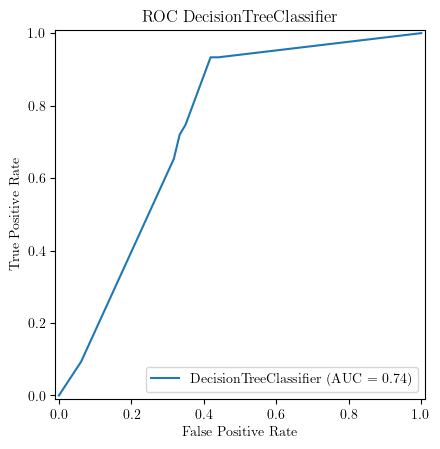 ROC DecisionTreeClassifier
True Positive Rate
1.0
0.8
0.6
0.4
0.2
0.0
DecisionTreeClassifier (AUC = 0.74)
0.0 0.2 0.4 0.6 0.8 1.0
False Positive Rate